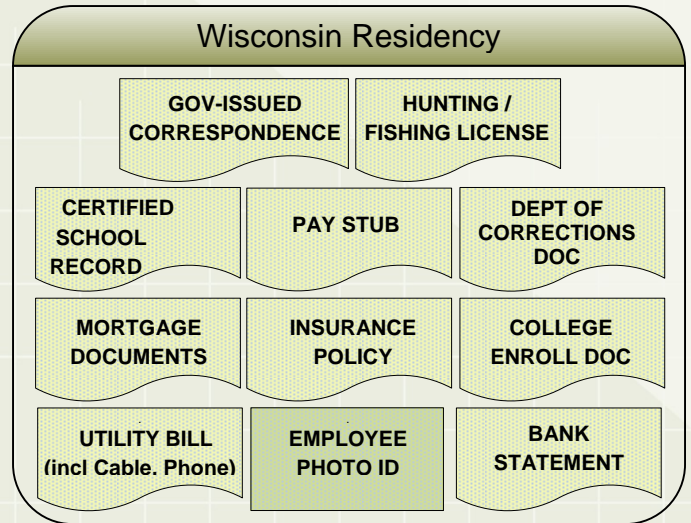 Wisconsin Residency
GOV-ISSUED
CORRESPONDENCE
HUNTING /
FISHING LICENSE
CERTIFIED
SCHOOL
RECORD
PAY STUB
DEPT OF
CORRECTIONS
DOC
MORTGAGE
DOCUMENTS
INSURANCE
POLICY
COLLEGE
ENROLL DOC
UTILITY BILL
(incl Cable. Phone)
EMPLOYEE
PHOTO ID
BANK
STATEMENT